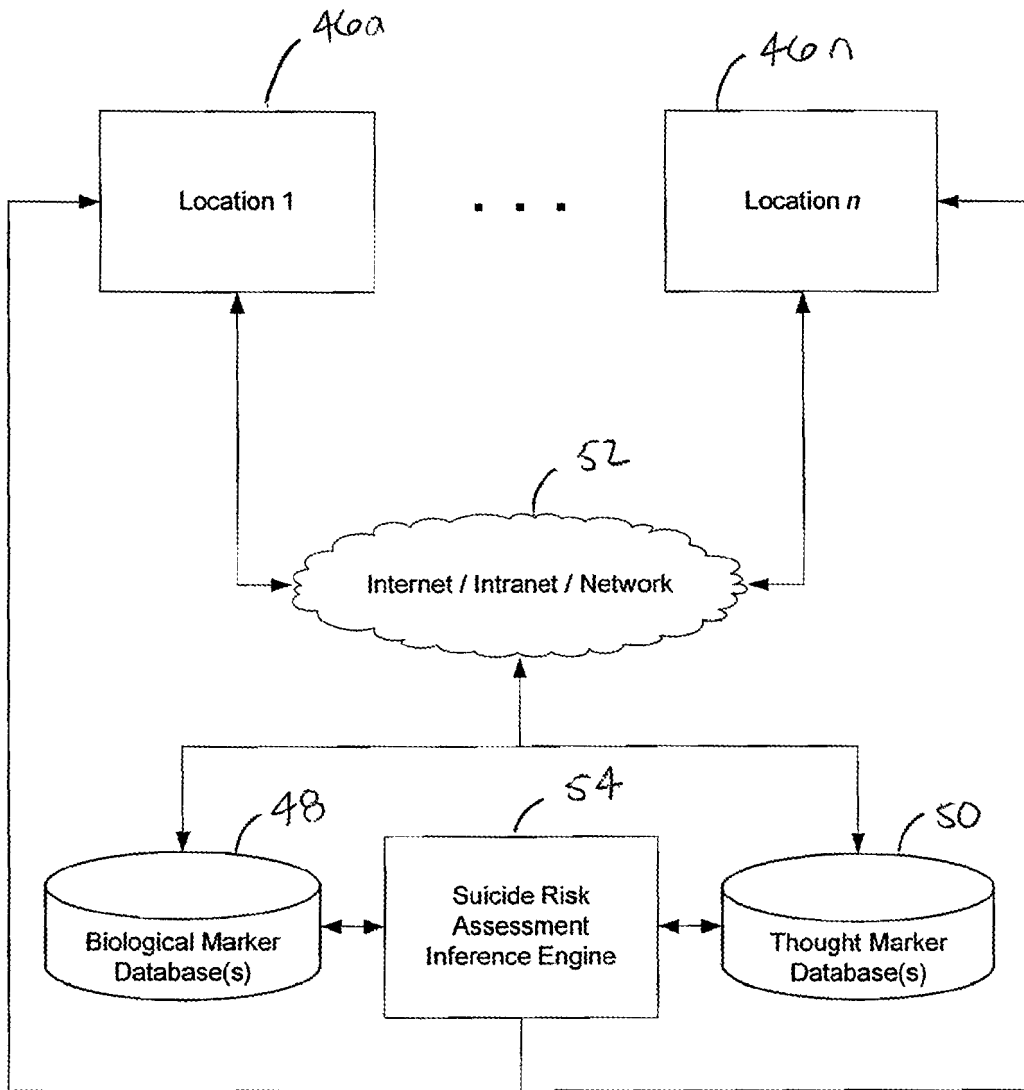 46a
46n
Location 1
. . .
Location n
52
Internet / Intranet / Network
48
54
50
Biological Marker
Database(s)
Suicide Risk
Assessment
Inference Engine
Thought Marker
Database(s)